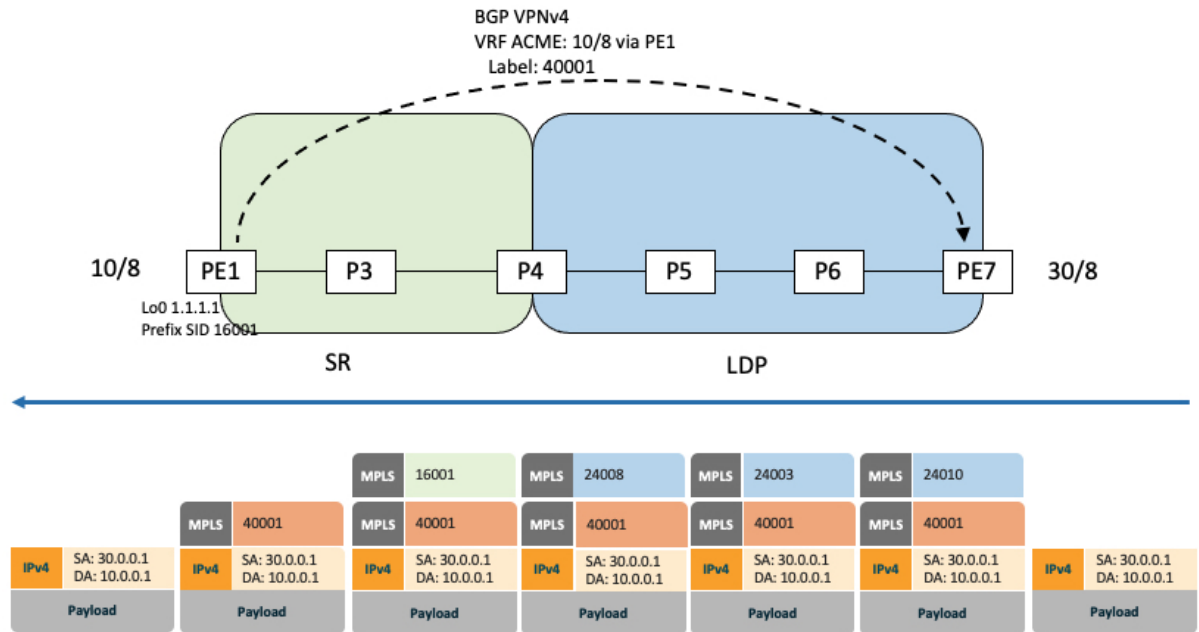 BGP VPNv4
VRF ACME: 10/8 via PE1
Label: 40001
10/8 PE1 P3 P4 P5 P6 PE7 30/8
Lo0 1.1.1.1
Prefix SID 16001
SR LDP
MPLS 16001 MPLS 24008 MPLS 24003 MPLS 24010
MPLS 40001 MPLS 40001 MPLS 40001 MPLS 40001 MPLS 40001
IPv4 SA: 30.0.0.1 DA: 10.0.0.1 IPv4 SA: 30.0.0.1 DA: 10.0.0.1 IPv4 SA: 30.0.0.1 DA: 10.0.0.1 IPv4 SA: 30.0.0.1 DA: 10.0.0.1 IPv4 SA: 30.0.0.1 DA: 10.0.0.1 IPv4 SA: 30.0.0.1 DA: 10.0.0.1 IPv4 SA: 30.0.0.1 DA: 10.0.0.1
Payload Payload Payload Payload Payload Payload Payload